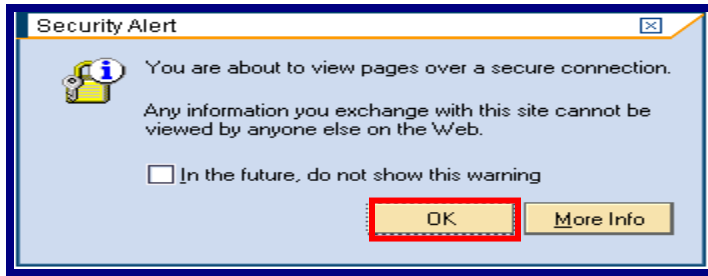 Security Alert
You are about to view pages over a secure connection.
Any information you exchange with this site cannot be
viewed by anyone else on the Web.
In the future, do not show this warning
OK More Info